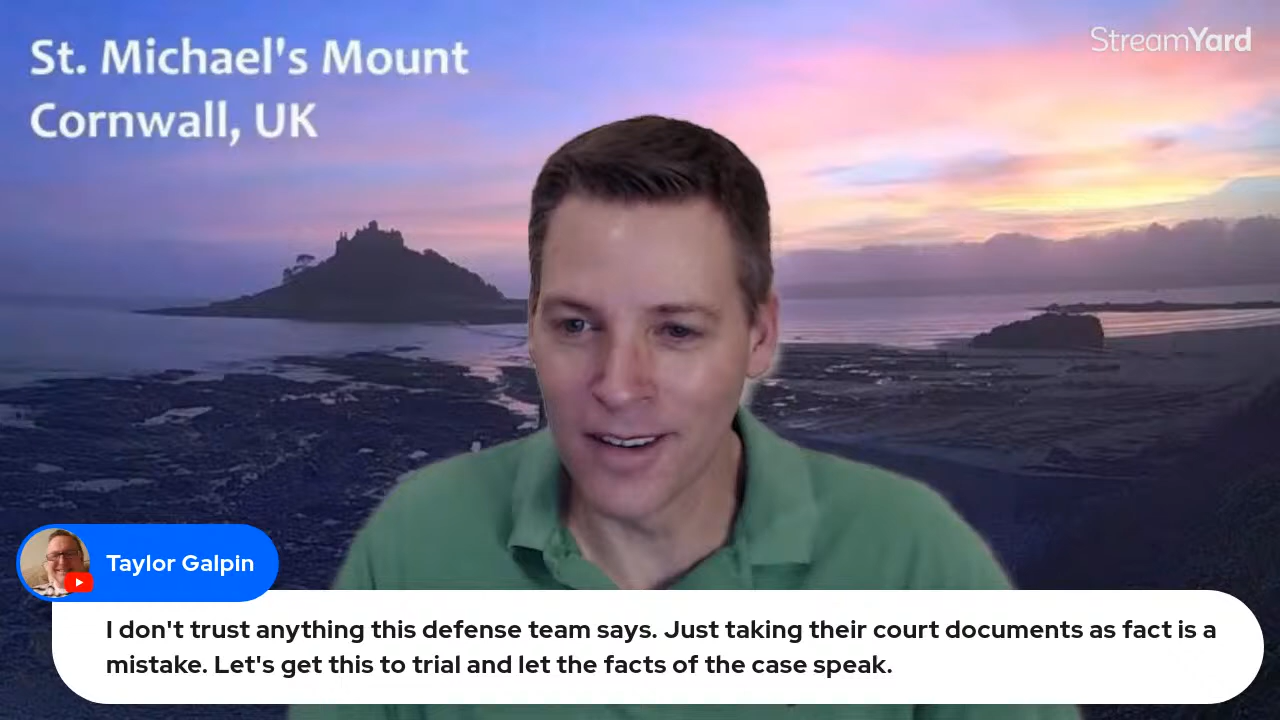 St. Michael's Mount
Cornwall, UK
StreamYard
Taylor Galpin
I don't trust anything this defense team says. Just taking their court documents as fact is a
mistake. Let's get this to trial and let the facts of the case speak.